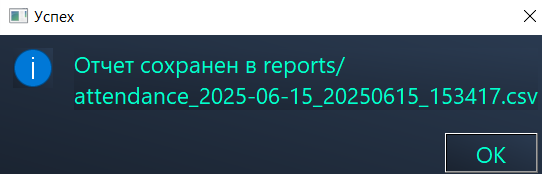 Успех
Отчет сохранен в reports/
attendance_2025-06-15_20250615_153417.csv
OK